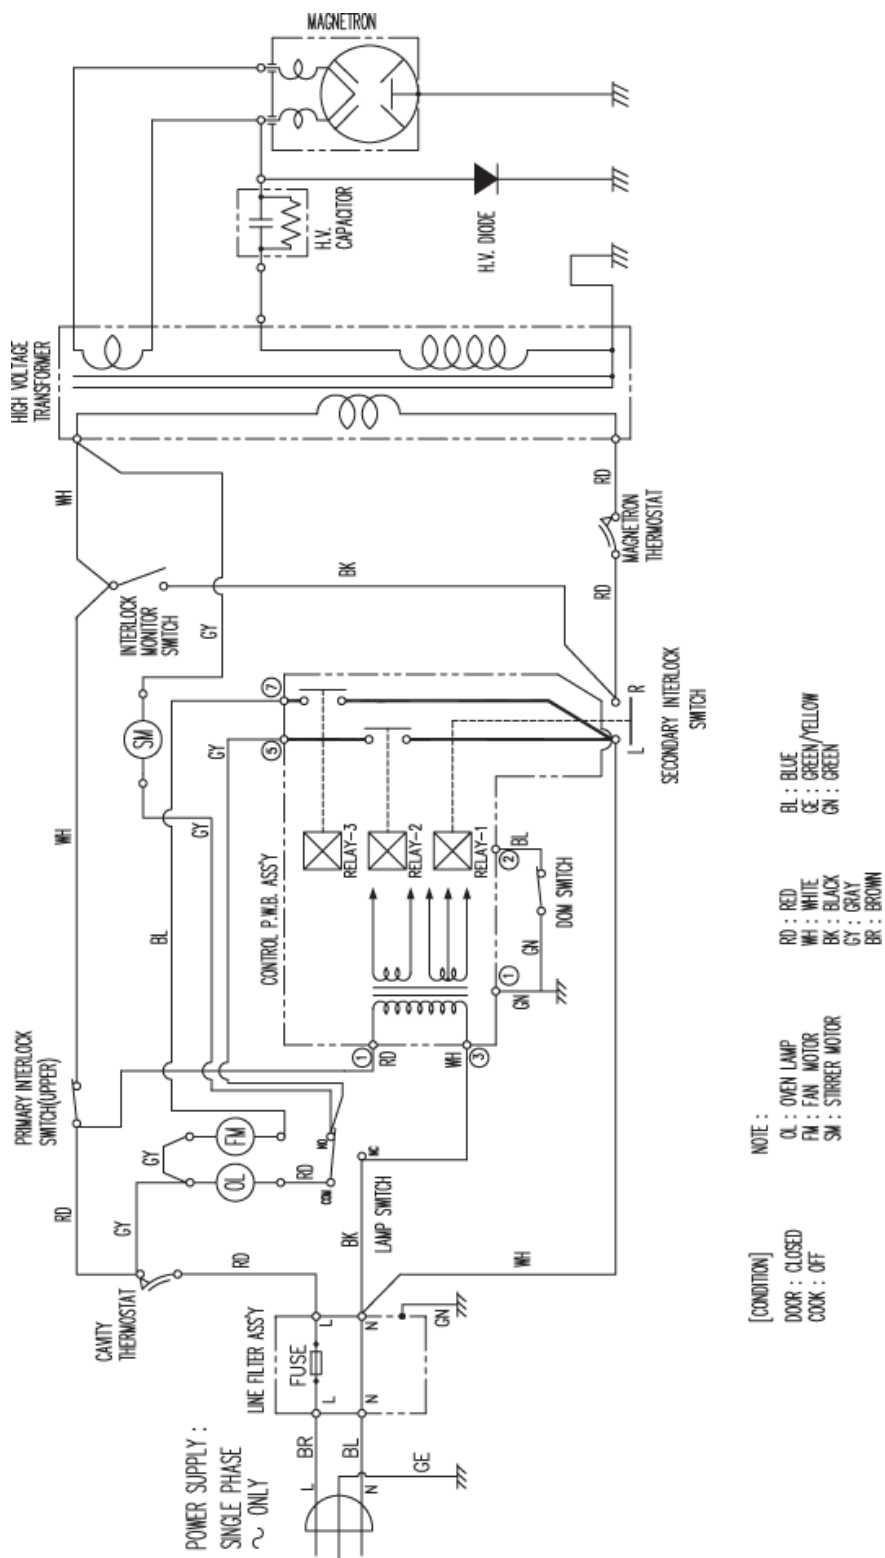 MAGNETRON
H.V.
CAPACITOR
H.V. DIODE
HIGH VOLTAGE
TRANSFORMER
WH
RD
MAGNETRON
THERMOSTAT
RD
BK
INTERLOCK
MONITOR
SWITCH
GY
SM
GY
WH
7
5
R
L
SECONDARY INTERLOCK
SWITCH
GY
BL
CONTROL P.W.B. ASS'Y
RELAY-3
RELAY-2
RELAY-1
2
BL
DOM SWITCH
GN
1
GN
1
RD
WH
3
PRIMARY INTERLOCK
SWITCH(UPPER)
RD
GY
GY
FM
OL
RD
NO
COM
NC
LAMP SWITCH
BK
RD
WH
CAVITY
THERMOSTAT
LINE FILTER ASS'Y
FUSE
L
N
L
N
GN
POWER SUPPLY :
SINGLE PHASE
~ ONLY
BR
BL
L
N
GE
[CONDITION]
DOOR : CLOSED
COOK : OFF
NOTE :
OL : OVEN LAMP
FM : FAN MOTOR
SM : STIRRER MOTOR
RD : RED
WH : WHITE
BK : BLACK
GY : GRAY
BR : BROWN
BL : BLUE
GE : GREEN/YELLOW
GN : GREEN